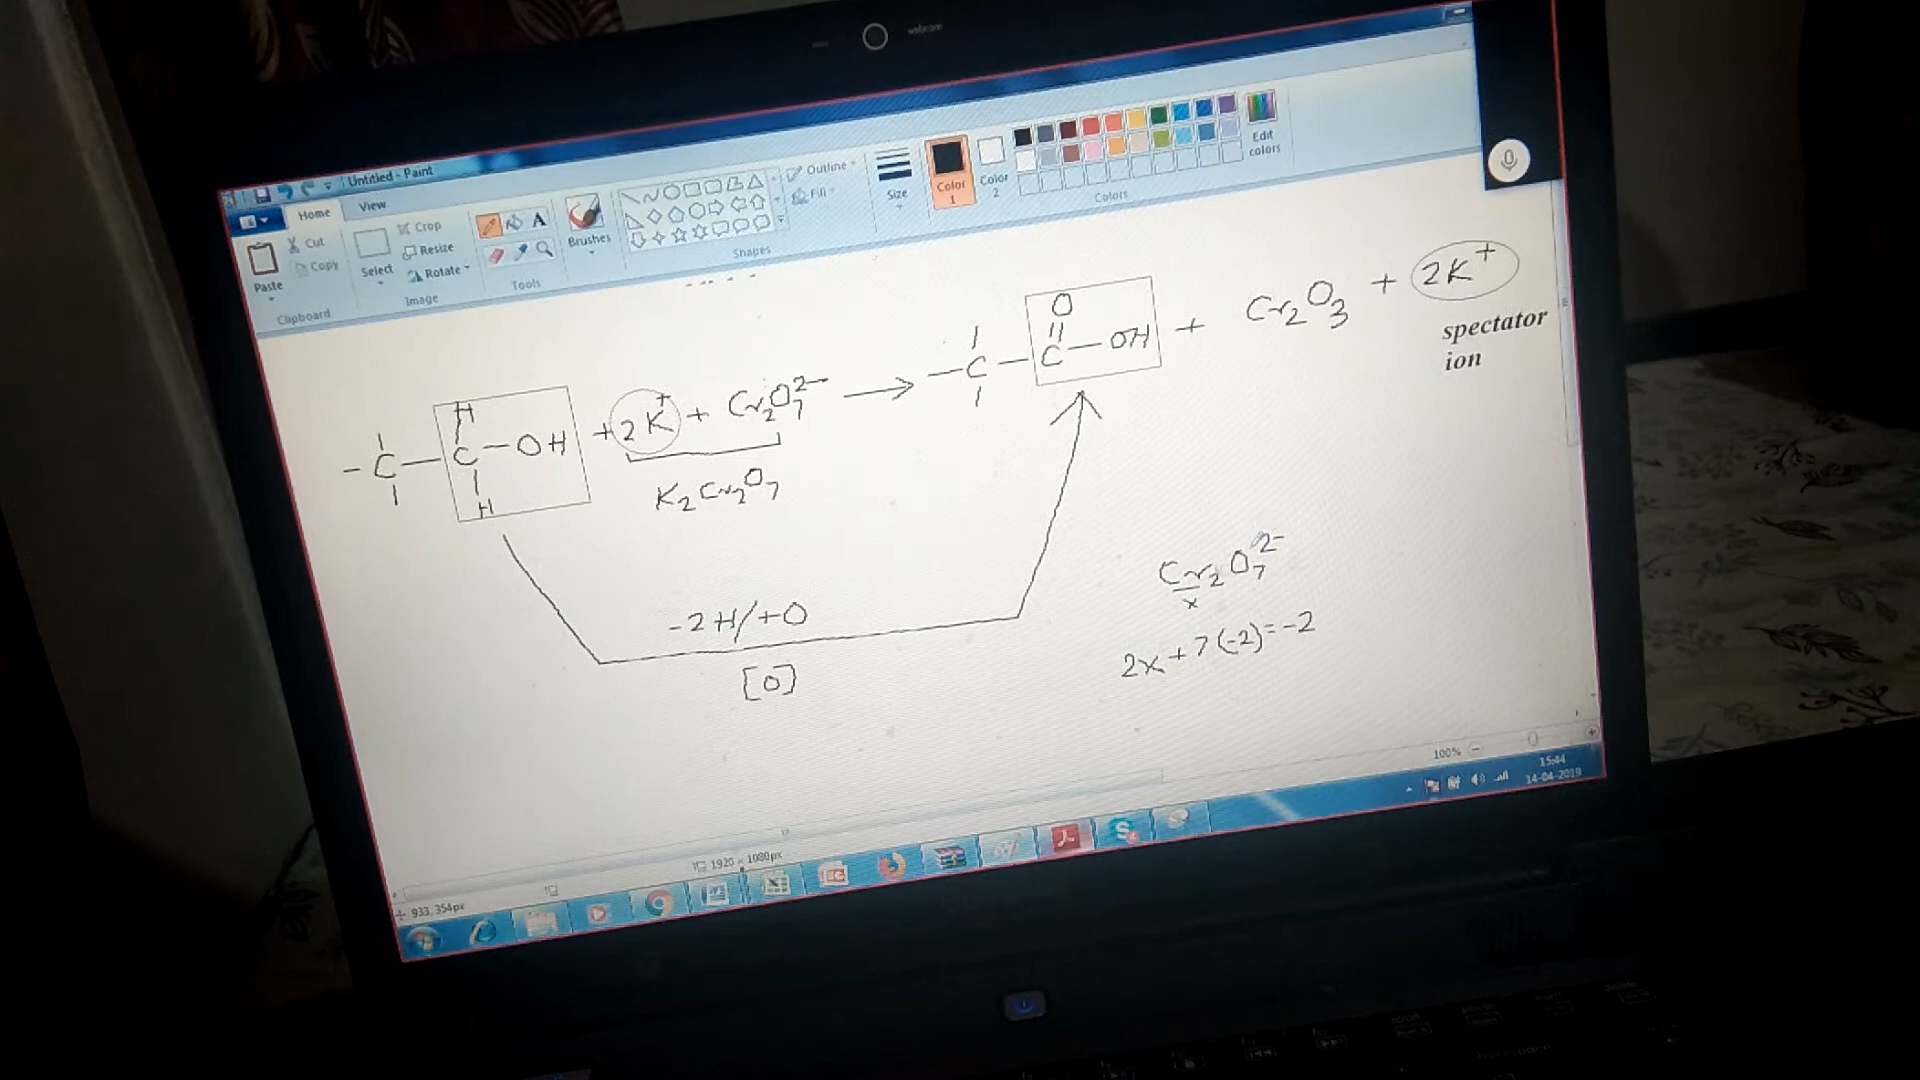 webcam
Untitled - Paint
Home View
Paste
Cut
Copy
Clipboard
Select
Crop
Resize
Rotate
Image
A
Tools
Brushes
Shapes
Outline
Fill
Size
Color 1
Color 2
Edit colors
Colors
-C-C-OH
H
H
+ 2K⁺ + Cr₂O₇²⁻ → -C-C-OH + Cr₂O₃ + 2K⁺
O
spectator
ion
K₂Cr₂O₇
-2H/+O
[O]
Cr₂O₇²⁻
x
2x+7(-2)=-2
100%
933, 354px
1920 × 1080px
15:44
14-04-2019